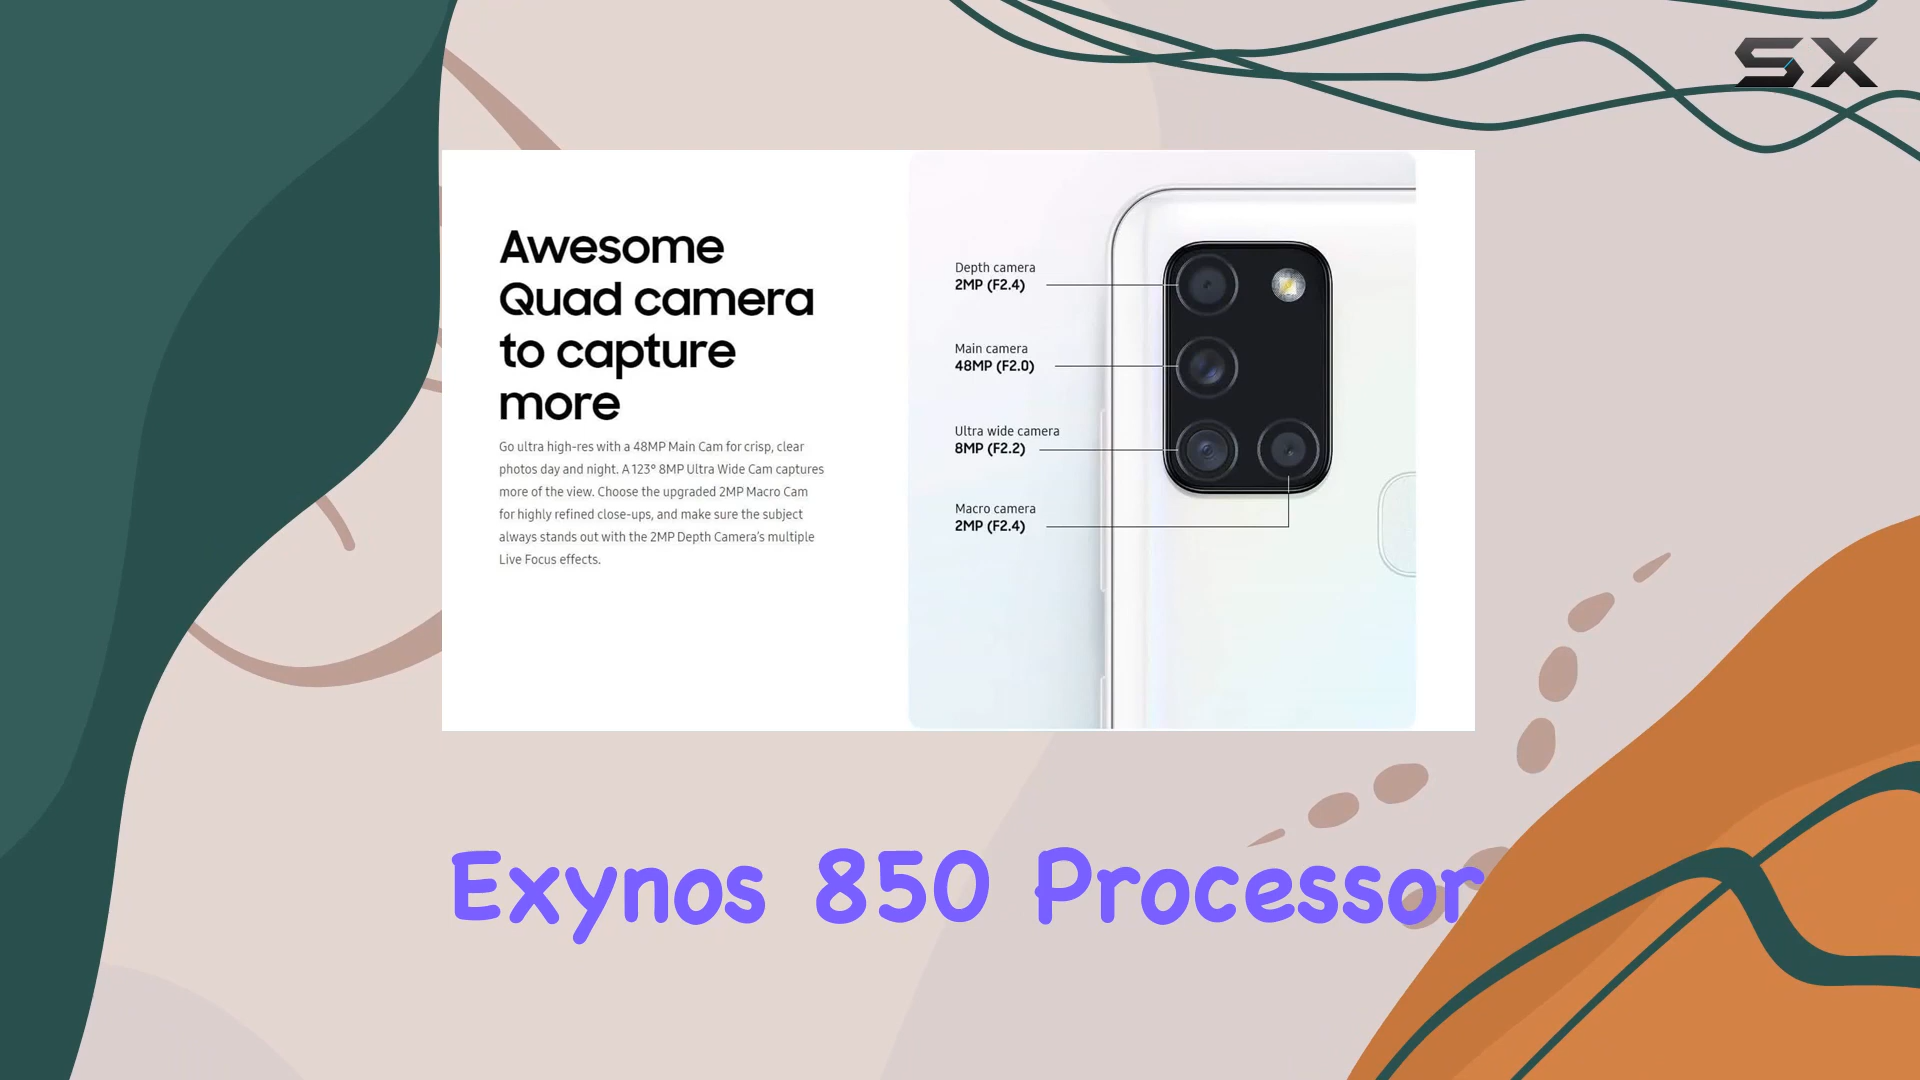 SX
Awesome
Quad camera
to capture
more
Go ultra high-res with a 48MP Main Cam for crisp, clear
photos day and night. A 123° 8MP Ultra Wide Cam captures
more of the view. Choose the upgraded 2MP Macro Cam
for highly refined close-ups, and make sure the subject
always stands out with the 2MP Depth Camera's multiple
Live Focus effects.
Depth camera
2MP (F2.4)
Main camera
48MP (F2.0)
Ultra wide camera
8MP (F2.2)
Macro camera
2MP (F2.4)
Exynos 850 Processor